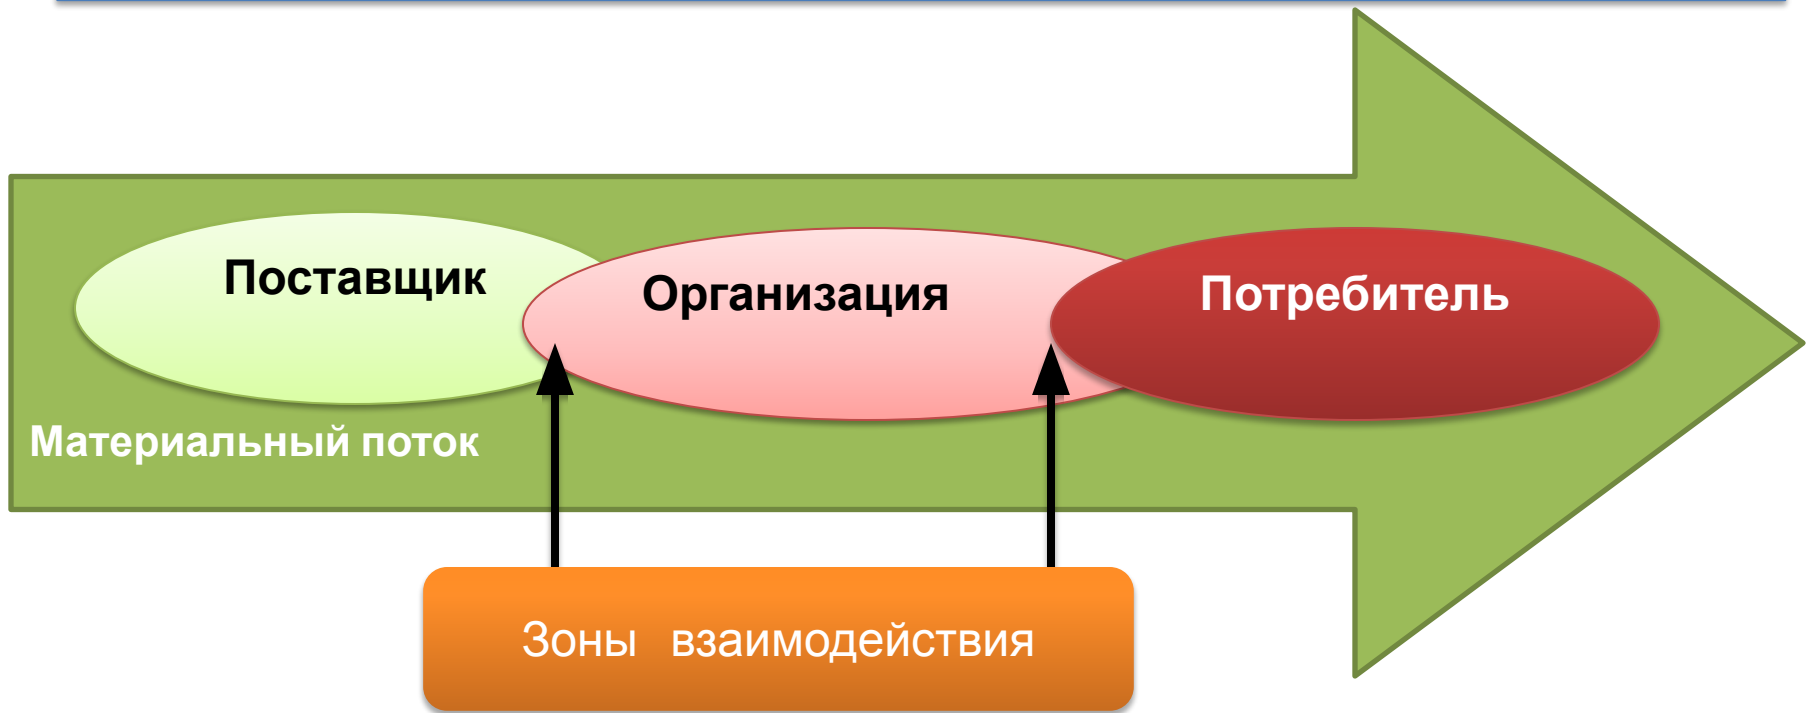 Поставщик
Организация
Потребитель
Материальный поток
Зоны взаимодействия